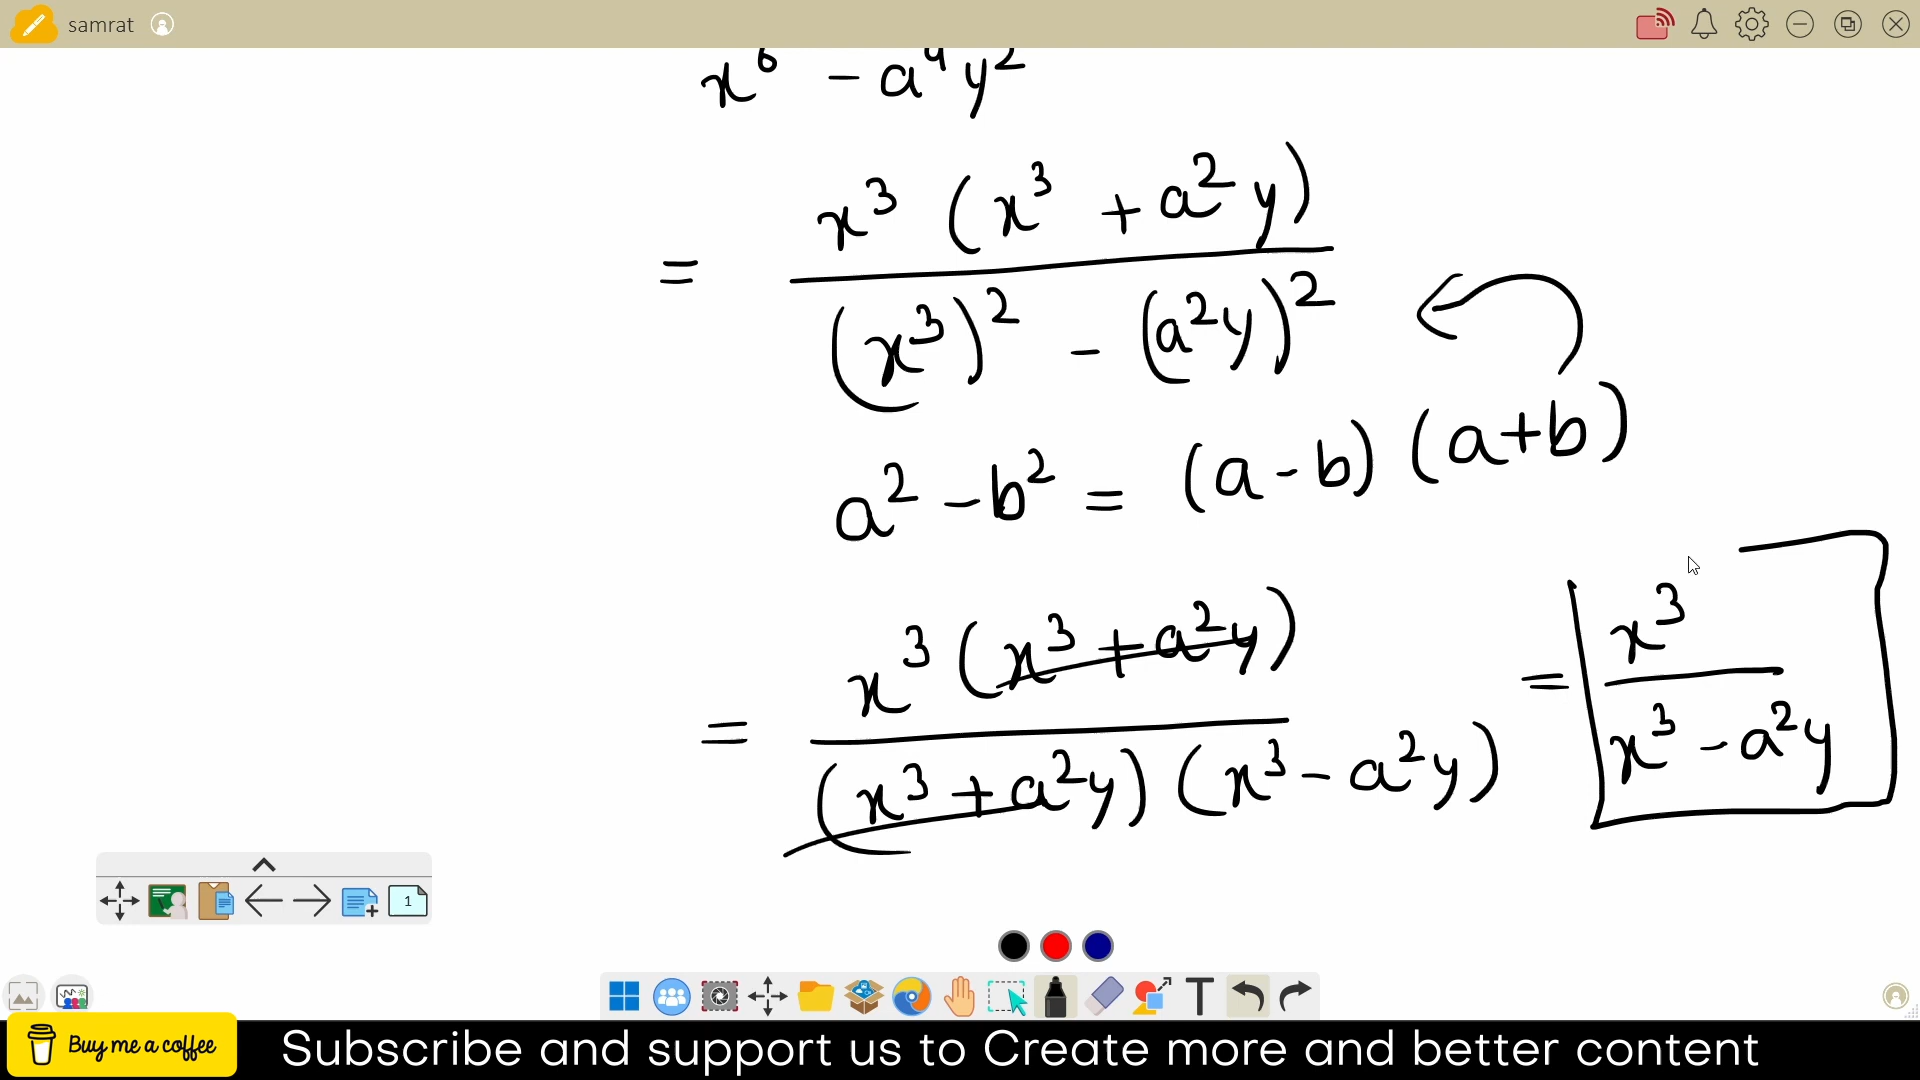 samrat
x⁶ - a⁴y²
= x³ (x³ + a²y)
(x³)² - (a²y)²
a² - b² = (a - b) (a + b)
= x³ (x³ + a²y) = x³
(x³ + a²y) (x³ - a²y) x³ - a²y
1
T
Buy me a coffee Subscribe and support us to Create more and better content